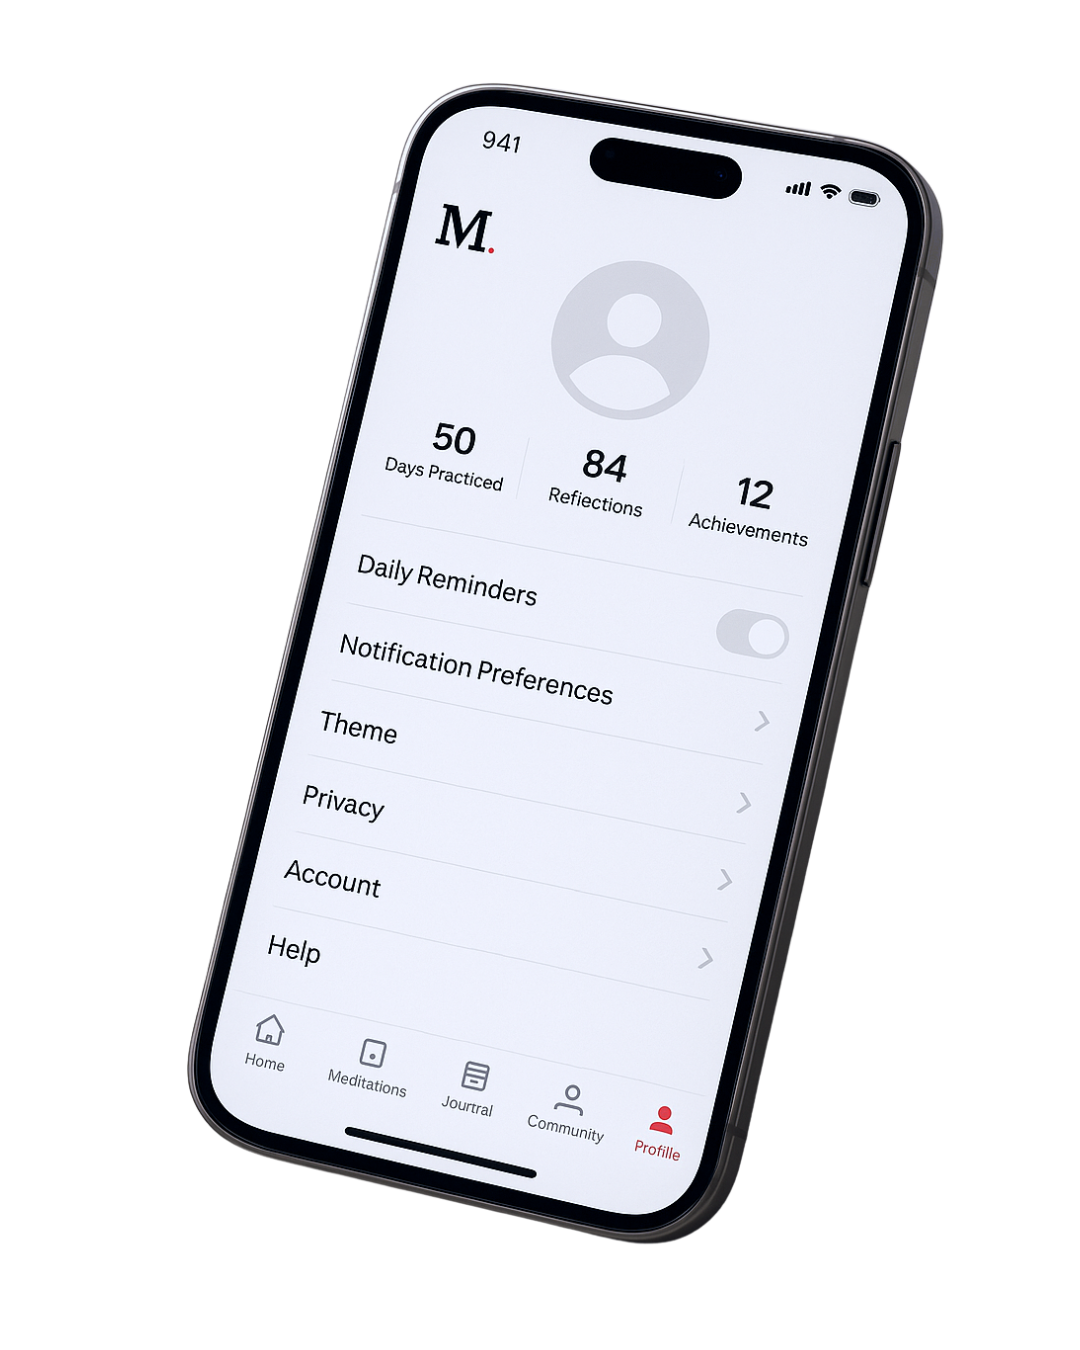 941
M.
50
Days Practiced
84
Reflections
12
Achievements
Daily Reminders
Notification Preferences
Theme
Privacy
Account
Help
Home
Meditations
Jourtral
Community
Profille